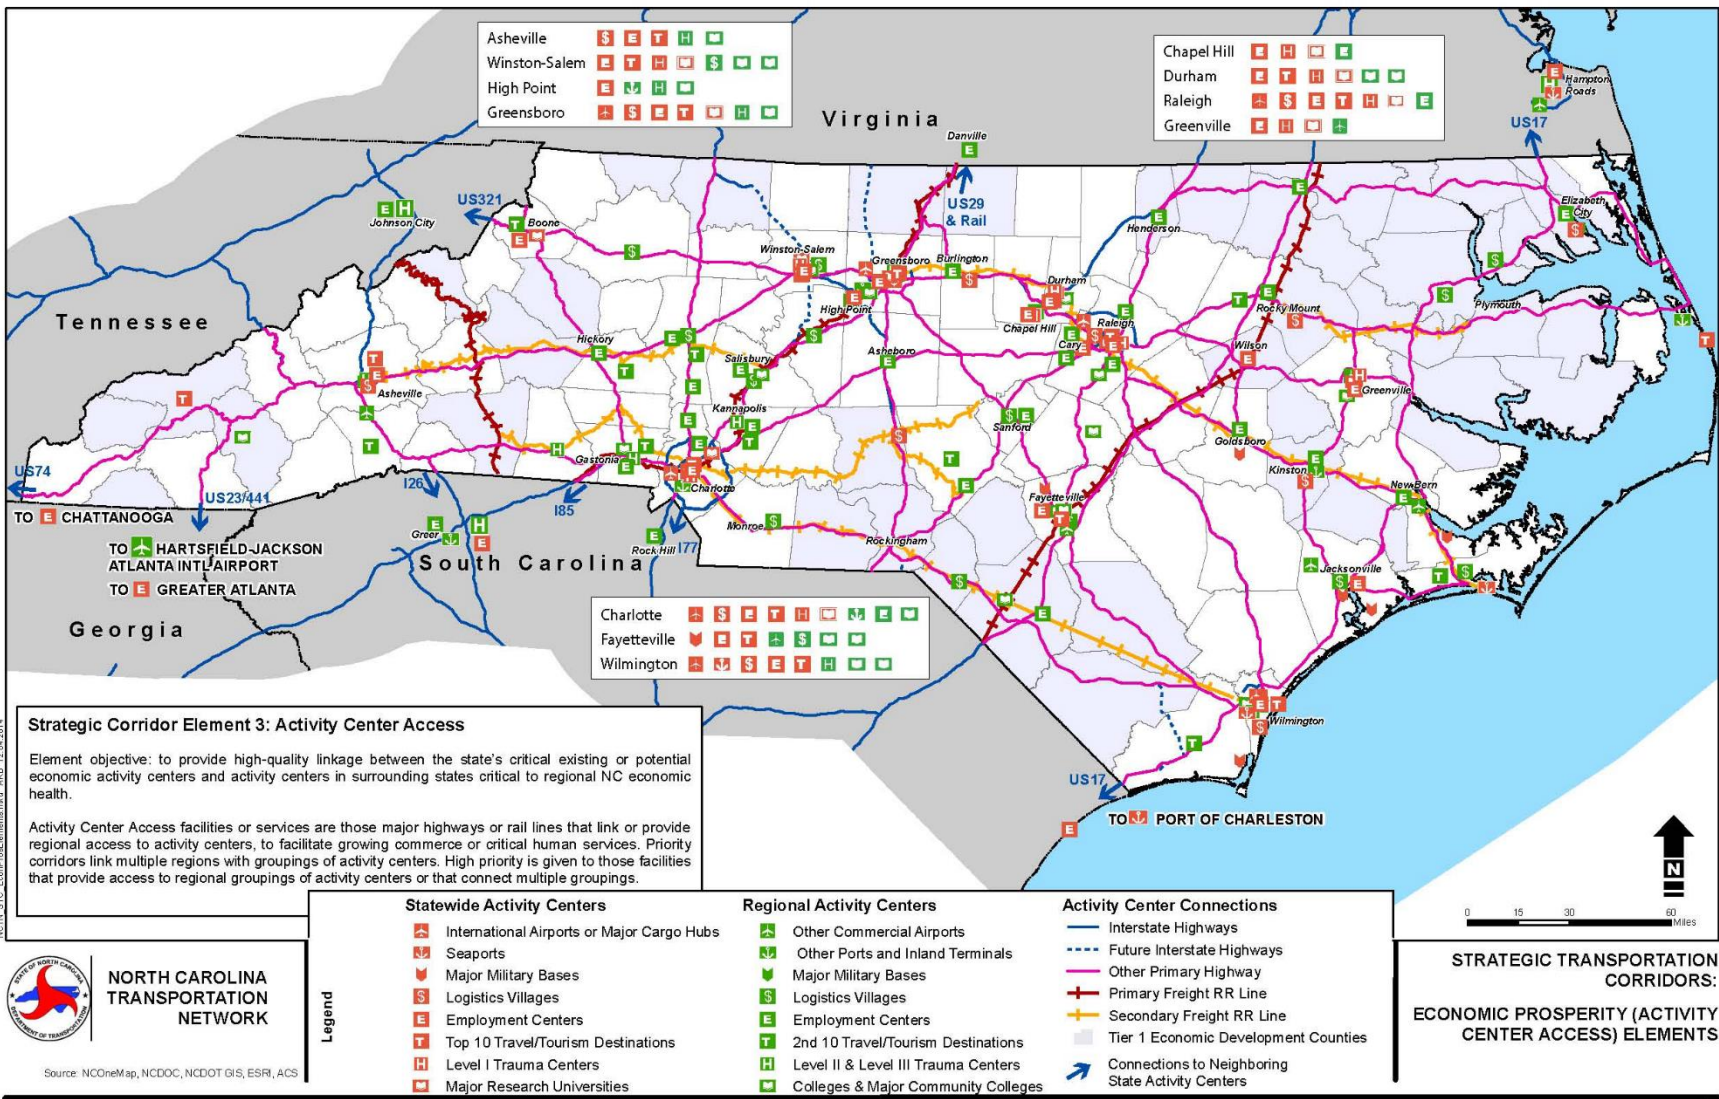 Asheville
Winston-Salem
High Point
Greensboro
Chapel Hill
Durham
Raleigh
Greenville
Virginia
Danville
US29
& Rail
Hampton
Roads
US17
US321
Johnson City
Boone
Winston-Salem
Greensboro
Burlington
High Point
Henderson
Durham
Chapel Hill
Raleigh
Cary
Elizabeth
City
Rocky Mount
Plymouth
Wilson
Greenville
Tennessee
Hickory
Salisbury
Asheboro
Asheville
Kannapolis
Sanford
Goldsboro
Kinston
New Bern
Gastonia
Charlotte
Fayetteville
Monroe
Rockingham
Jacksonville
Wilmington
US74
TO E CHATTANOOGA
US23/441
I26
I85
Greer
Rock Hill
I77
TO HARTSFIELD-JACKSON
ATLANTA INTL AIRPORT
TO E GREATER ATLANTA
South Carolina
Georgia
Charlotte
Fayetteville
Wilmington
US17
TO PORT OF CHARLESTON
Strategic Corridor Element 3: Activity Center Access
Element objective: to provide high-quality linkage between the state's critical existing or potential
economic activity centers and activity centers in surrounding states critical to regional NC economic
health.
Activity Center Access facilities or services are those major highways or rail lines that link or provide
regional access to activity centers, to facilitate growing commerce or critical human services. Priority
corridors link multiple regions with groupings of activity centers. High priority is given to those facilities
that provide access to regional groupings of activity centers or that connect multiple groupings.
N
0 15 30 60
Miles
STATE OF NORTH CAROLINA
DEPARTMENT OF TRANSPORTATION
NORTH CAROLINA
TRANSPORTATION
NETWORK
Source: NCOneMap, NCDOC, NCDOT GIS, ESRI, ACS
Legend
Statewide Activity Centers
International Airports or Major Cargo Hubs
Seaports
Major Military Bases
$ Logistics Villages
E Employment Centers
T Top 10 Travel/Tourism Destinations
H Level I Trauma Centers
Major Research Universities
Regional Activity Centers
Other Commercial Airports
Other Ports and Inland Terminals
Major Military Bases
$ Logistics Villages
E Employment Centers
T 2nd 10 Travel/Tourism Destinations
H Level II & Level III Trauma Centers
Colleges & Major Community Colleges
Activity Center Connections
Interstate Highways
Future Interstate Highways
Other Primary Highway
Primary Freight RR Line
Secondary Freight RR Line
Tier 1 Economic Development Counties
Connections to Neighboring
State Activity Centers
STRATEGIC TRANSPORTATION
CORRIDORS:
ECONOMIC PROSPERITY (ACTIVITY
CENTER ACCESS) ELEMENTS